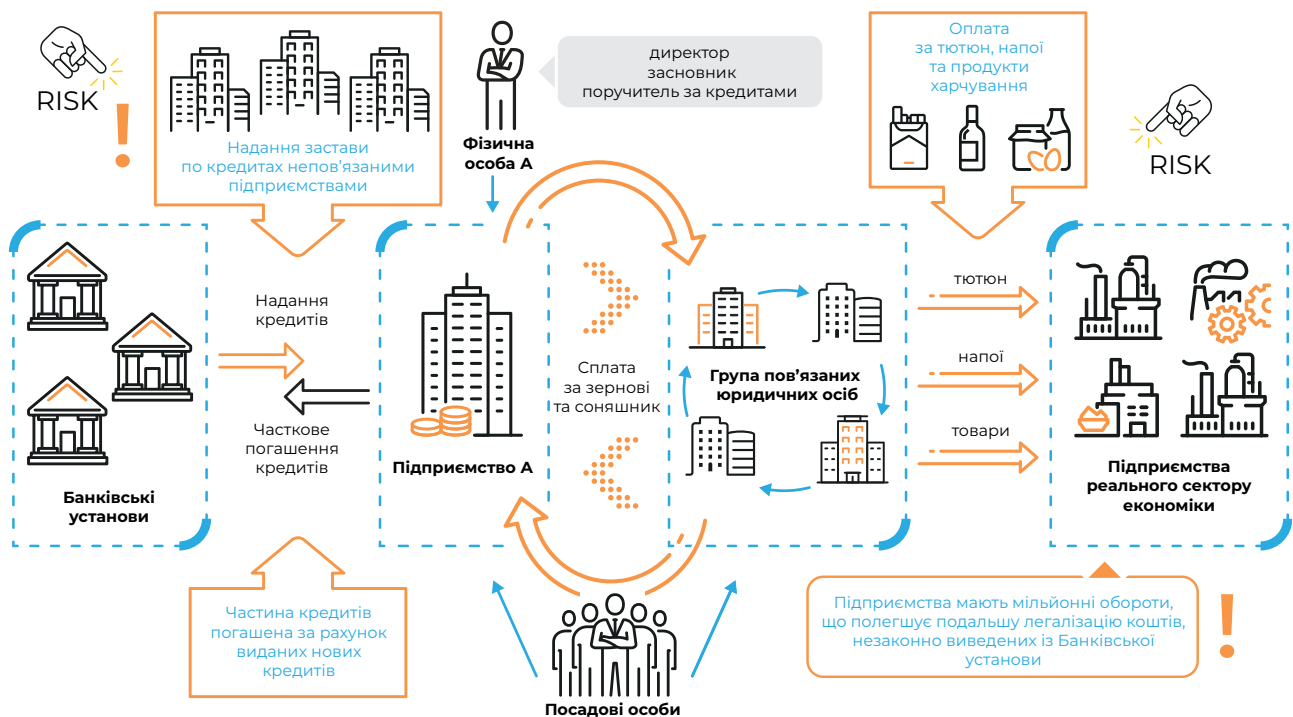 RISK
!
Надання застави
по кредитах непов’язаними
підприємствами
Фізична
особа А
директор
засновник
поручитель за кредитами
Оплата
за тютюн, напої
та продукти
харчування
RISK
Банківські
установи
Надання
кредитів
Часткове
погашення
кредитів
Підприємство А
Сплата
за зернові
та соняшник
Група пов’язаних
юридичних осіб
тютюн
напої
товари
Підприємства
реального сектору
економіки
Частина кредитів
погашена за рахунок
виданих нових
кредитів
Посадові особи
Підприємства мають мільйонні обороти,
що полегшує подальшу легалізацію коштів,
незаконно виведених із Банківської
установи
!